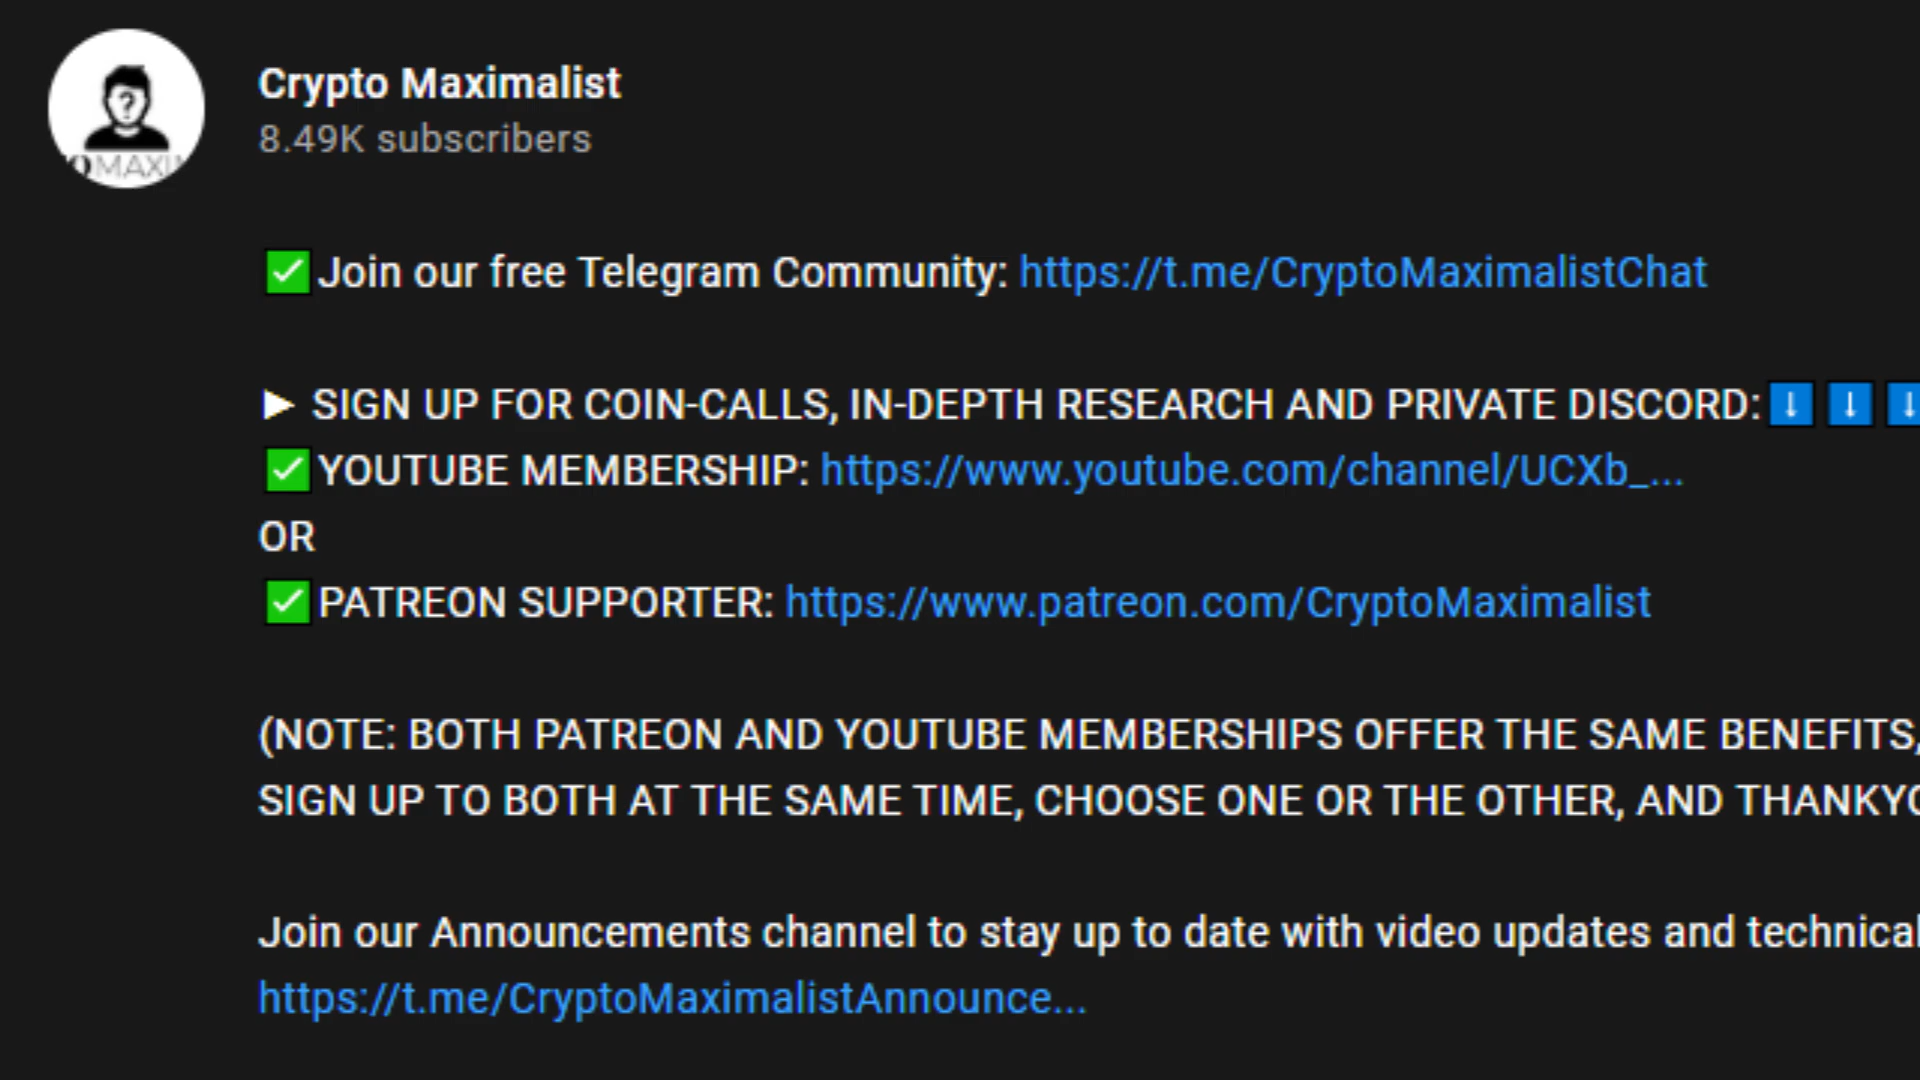 OMAXIM
Crypto Maximalist
8.49K subscribers
✅Join our free Telegram Community: https://t.me/CryptoMaximalistChat
► SIGN UP FOR COIN-CALLS, IN-DEPTH RESEARCH AND PRIVATE DISCORD:⬇⬇⬇
✅YOUTUBE MEMBERSHIP: https://www.youtube.com/channel/UCXb_...
OR
✅PATREON SUPPORTER: https://www.patreon.com/CryptoMaximalist
(NOTE: BOTH PATREON AND YOUTUBE MEMBERSHIPS OFFER THE SAME BENEFITS,
SIGN UP TO BOTH AT THE SAME TIME, CHOOSE ONE OR THE OTHER, AND THANKYO
Join our Announcements channel to stay up to date with video updates and technical
https://t.me/CryptoMaximalistAnnounce...